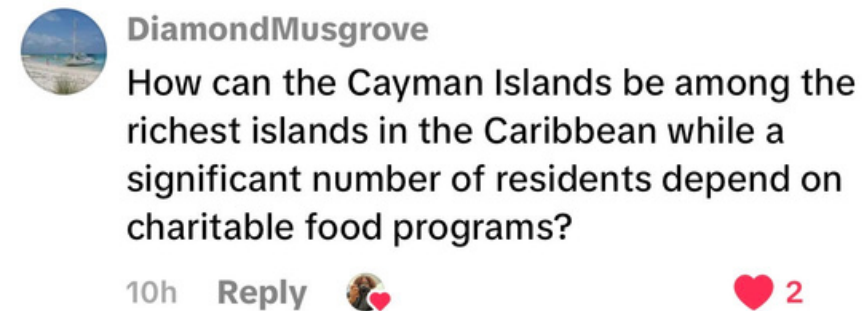 DiamondMusgrove
How can the Cayman Islands be among the
richest islands in the Caribbean while a
significant number of residents depend on
charitable food programs?
10h Reply 2